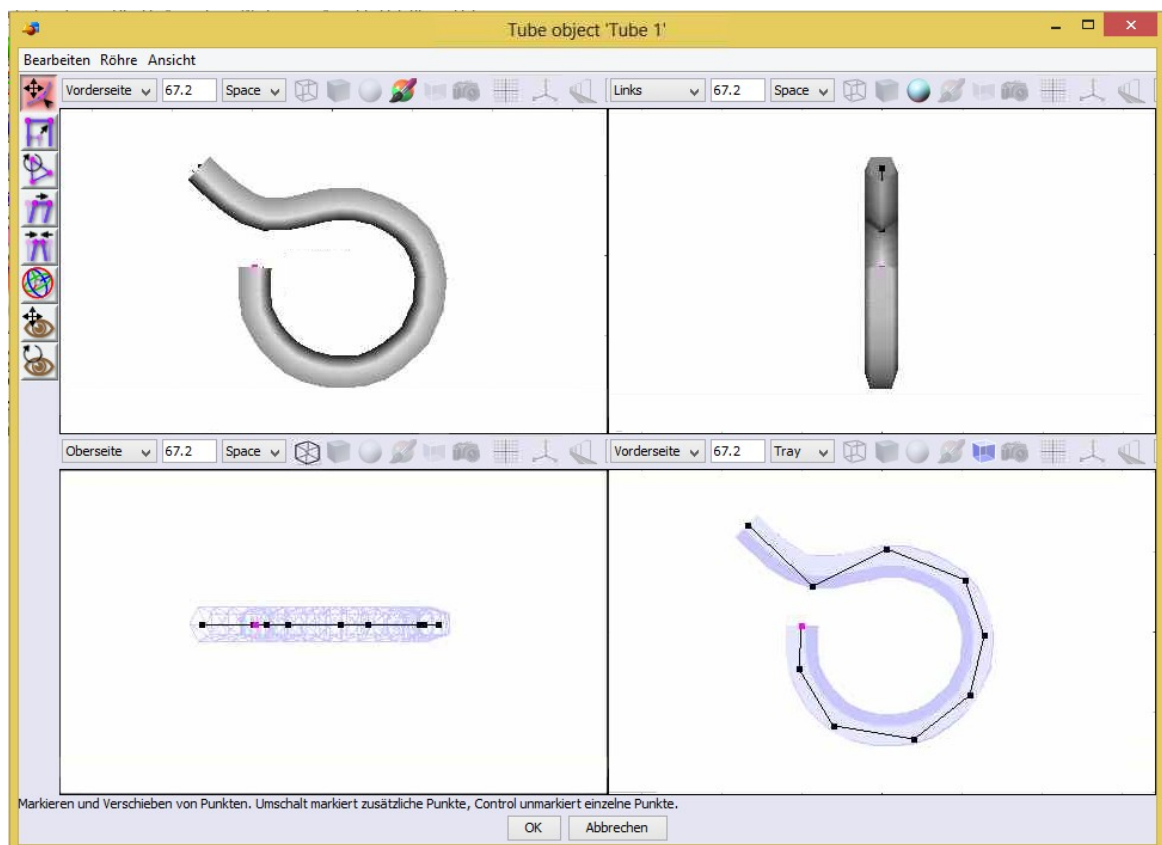 Tube object 'Tube 1'
Bearbeiten Röhre Ansicht
Vorderseite 67.2 Space
Links 67.2 Space
Oberseite 67.2 Space
Vorderseite 67.2 Tray
Markieren und Verschieben von Punkten. Umschalt markiert zusätzliche Punkte, Control unmarkiert einzelne Punkte.
OK Abbrechen